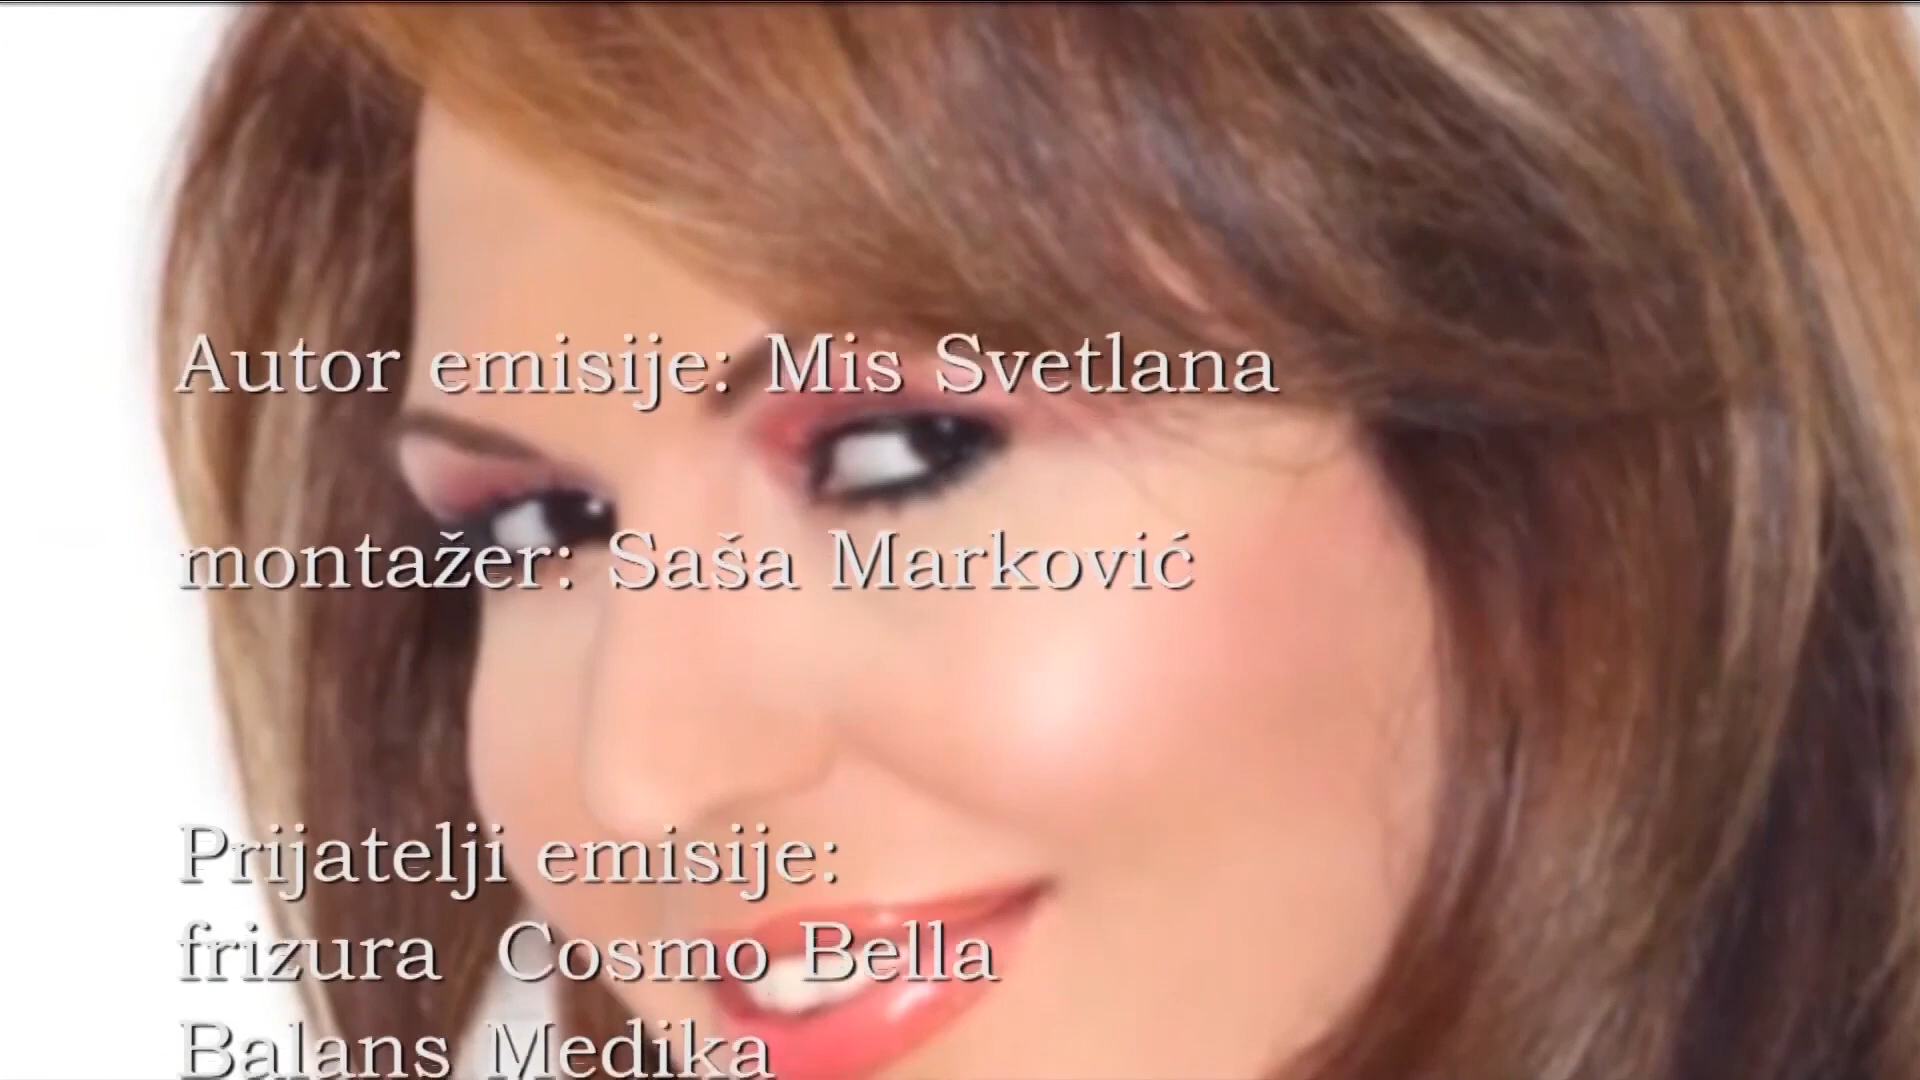 Autor emisije: Mis Svetlana
montažer: Saša Marković
Prijatelji emisije:
frizura Cosmo Bella
Balans Medika